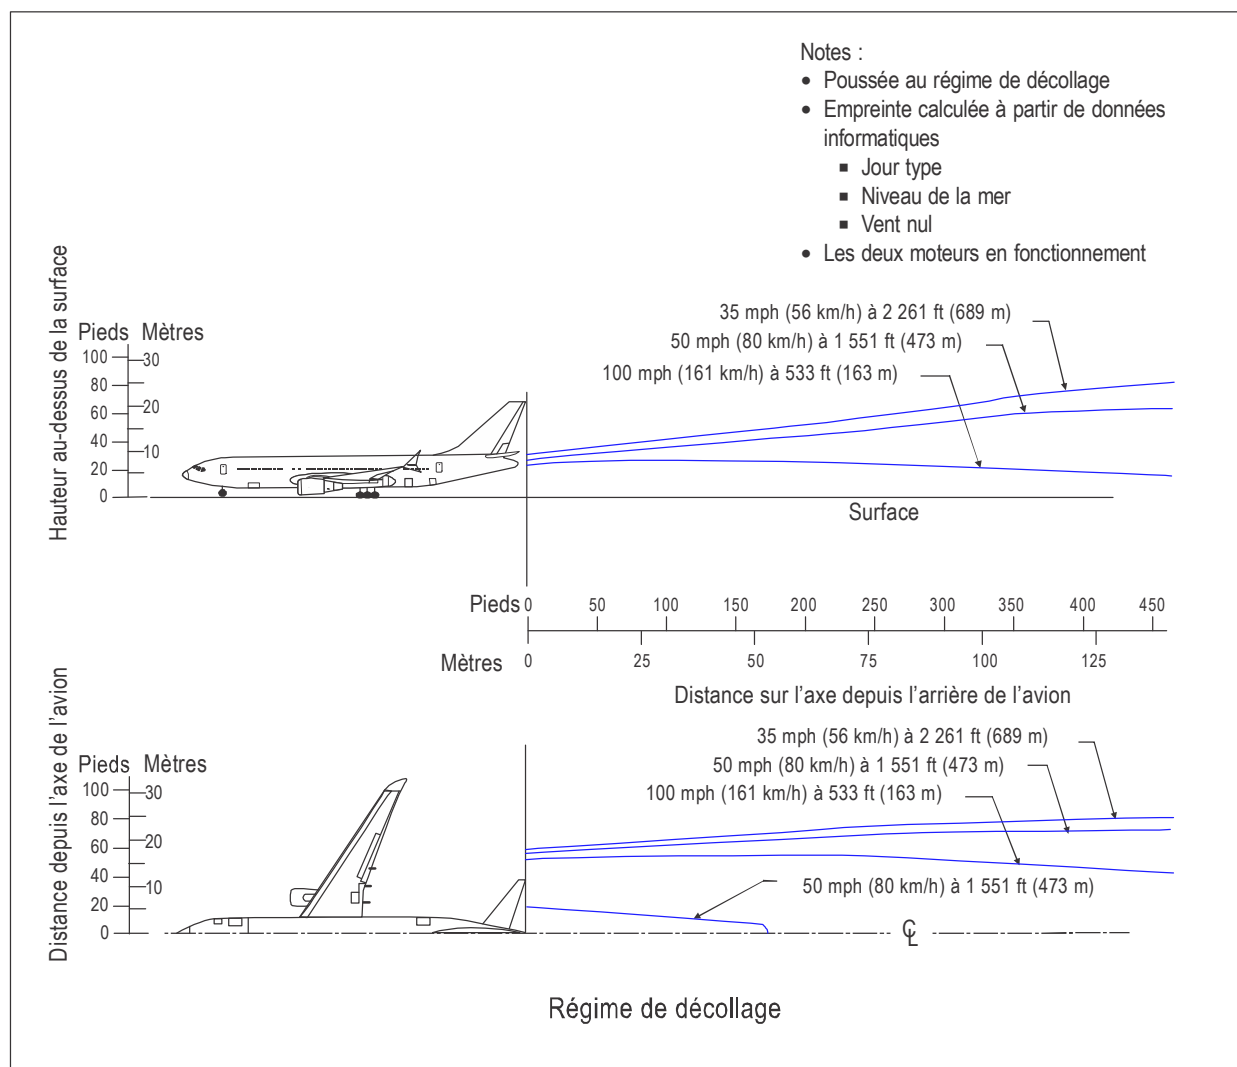 Notes :
• Poussée au régime de décollage
• Empreinte calculée à partir de données
informatiques
▪ Jour type
▪ Niveau de la mer
▪ Vent nul
• Les deux moteurs en fonctionnement
Hauteur au-dessus de la surface
Pieds Mètres
100
80
60
40
20
0
30
20
10
35 mph (56 km/h) à 2 261 ft (689 m)
50 mph (80 km/h) à 1 551 ft (473 m)
100 mph (161 km/h) à 533 ft (163 m)
Surface
Pieds 0 50 100 150 200 250 300 350 400 450
Mètres 0 25 50 75 100 125
Distance sur l'axe depuis l'arrière de l'avion
Distance depuis l'axe de l'avion
Pieds Mètres
100
80
60
40
20
0
30
20
10
35 mph (56 km/h) à 2 261 ft (689 m)
50 mph (80 km/h) à 1 551 ft (473 m)
100 mph (161 km/h) à 533 ft (163 m)
50 mph (80 km/h) à 1 551 ft (473 m)
℄
Régime de décollage